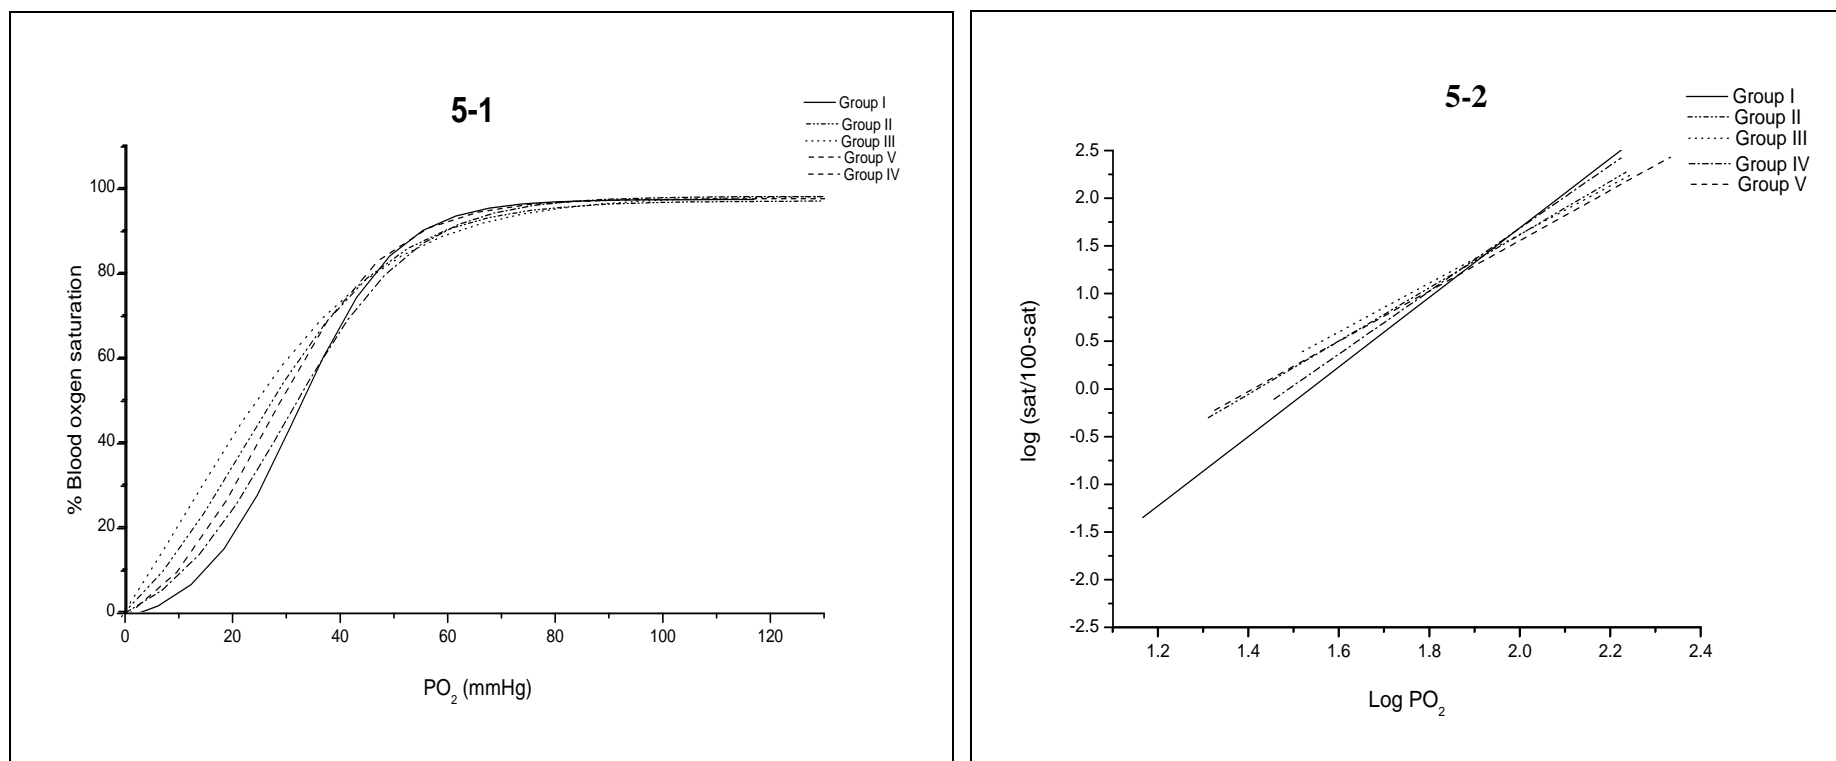 5-1
Group I
Group II
Group III
Group V
Group IV
100
80
60
40
20
0
0 20 40 60 80 100 120
% Blood oxgen saturation
PO2 (mmHg)
5-2
Group I
Group II
Group III
Group IV
Group V
2.5
2.0
1.5
1.0
0.5
0.0
-0.5
-1.0
-1.5
-2.0
-2.5
1.2 1.4 1.6 1.8 2.0 2.2 2.4
log (sat/100-sat)
Log PO2